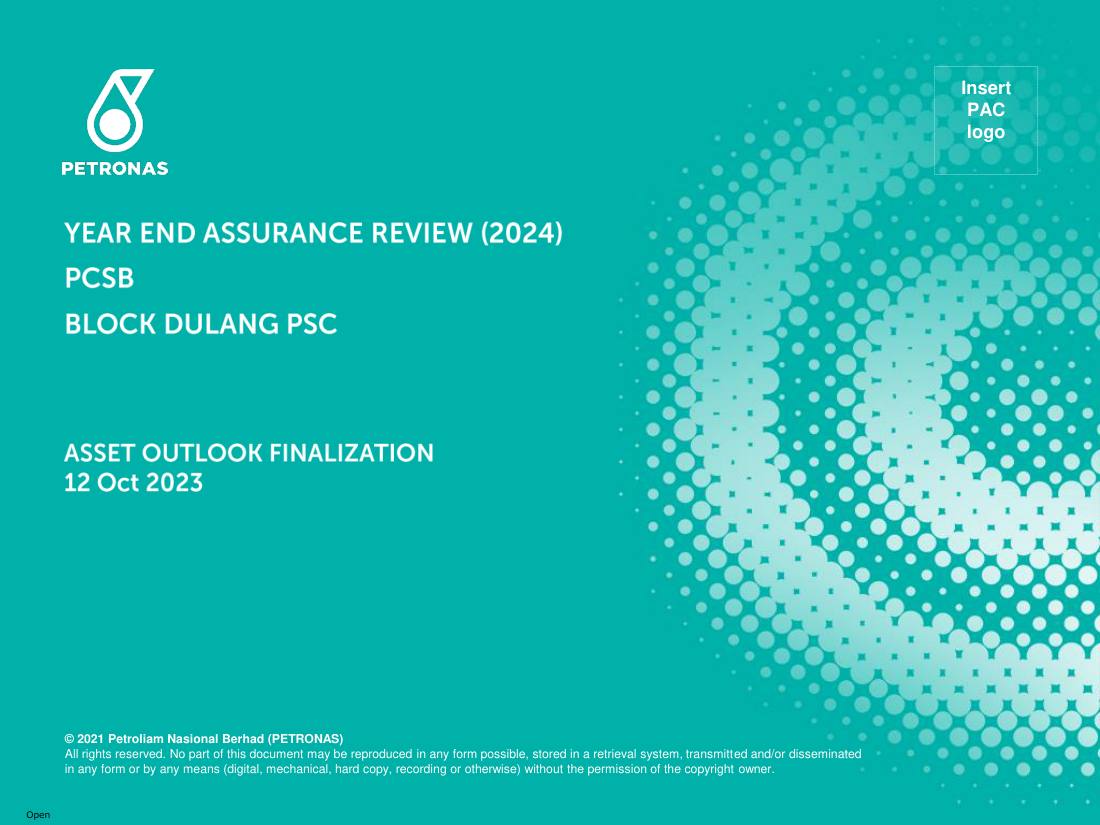 Insert
PAC
logo
PETRONAS
YEAR END ASSURANCE REVIEW (2024)
PCSB
BLOCK DULANG PSC
ASSET OUTLOOK FINALIZATION
12 Oct 2023
© 2021 Petroliam Nasional Berhad (PETRONAS)
All rights reserved. No part of this document may be reproduced in any form possible, stored in a retrieval system, transmitted and/or disseminated
in any form or by any means (digital, mechanical, hard copy, recording or otherwise) without the permission of the copyright owner.
Open